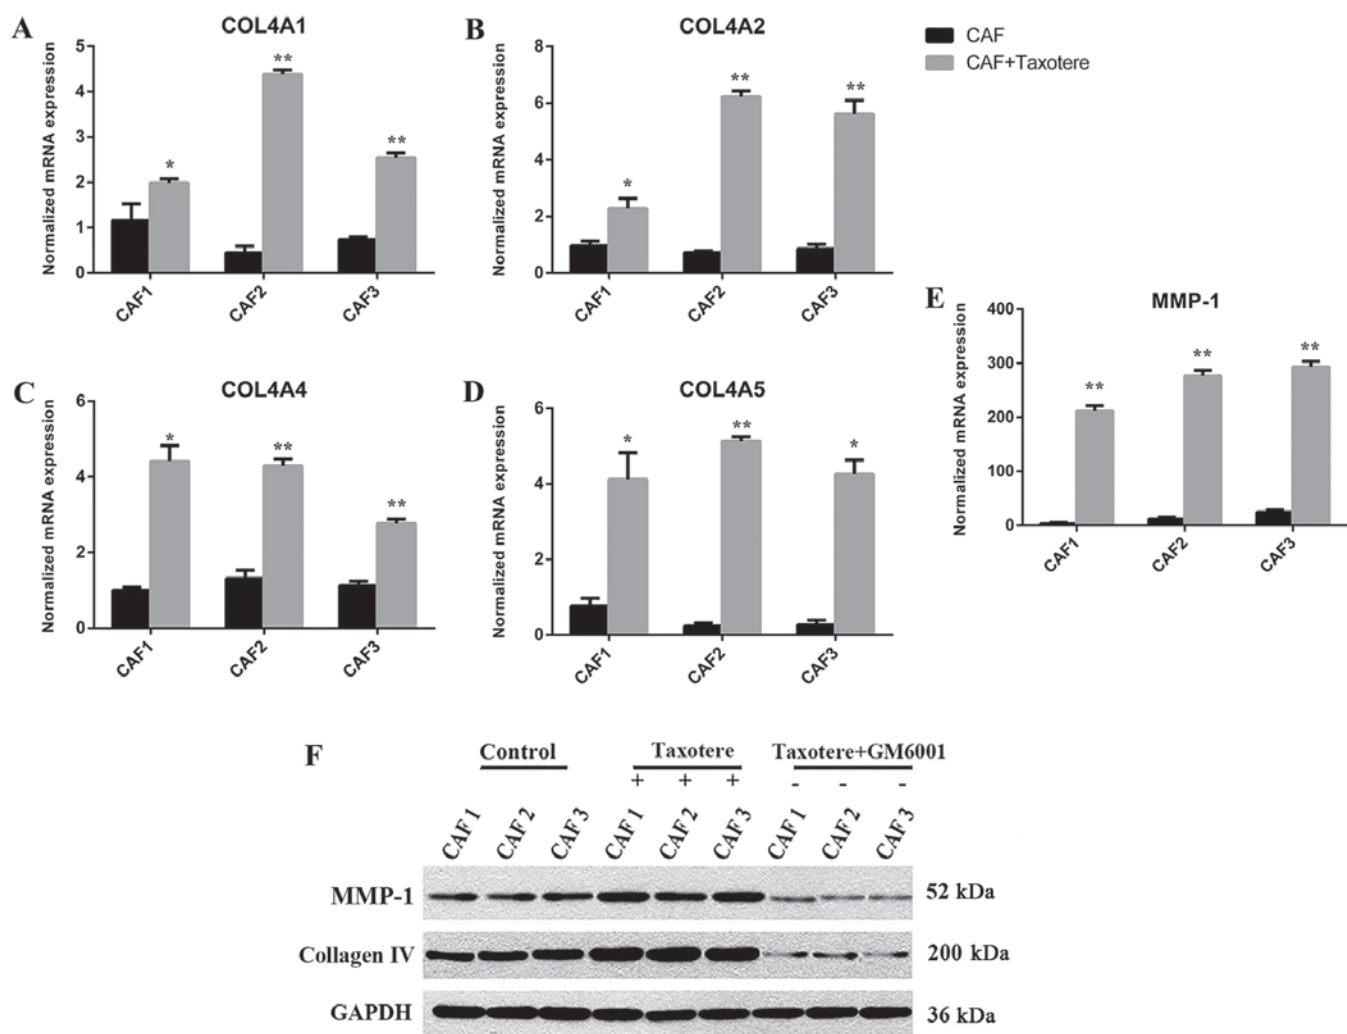 A
COL4A1
Normalized mRNA expression
5
4
3
2
1
0
*
**
**
CAF1
CAF2
CAF3
B
COL4A2
Normalized mRNA expression
8
6
4
2
0
*
**
**
CAF1
CAF2
CAF3
CAF
CAF+Taxotere
C
COL4A4
Normalized mRNA expression
6
4
2
0
*
**
**
CAF1
CAF2
CAF3
D
COL4A5
Normalized mRNA expression
6
4
2
0
*
**
*
CAF1
CAF2
CAF3
E
MMP-1
Normalized mRNA expression
400
300
200
100
0
**
**
**
CAF1
CAF2
CAF3
F
Control Taxotere Taxotere+GM6001
+ + + - - -
CAF 1 CAF 2 CAF 3 CAF 1 CAF 2 CAF 3 CAF 1 CAF 2 CAF 3
MMP-1 52 kDa
Collagen IV 200 kDa
GAPDH 36 kDa